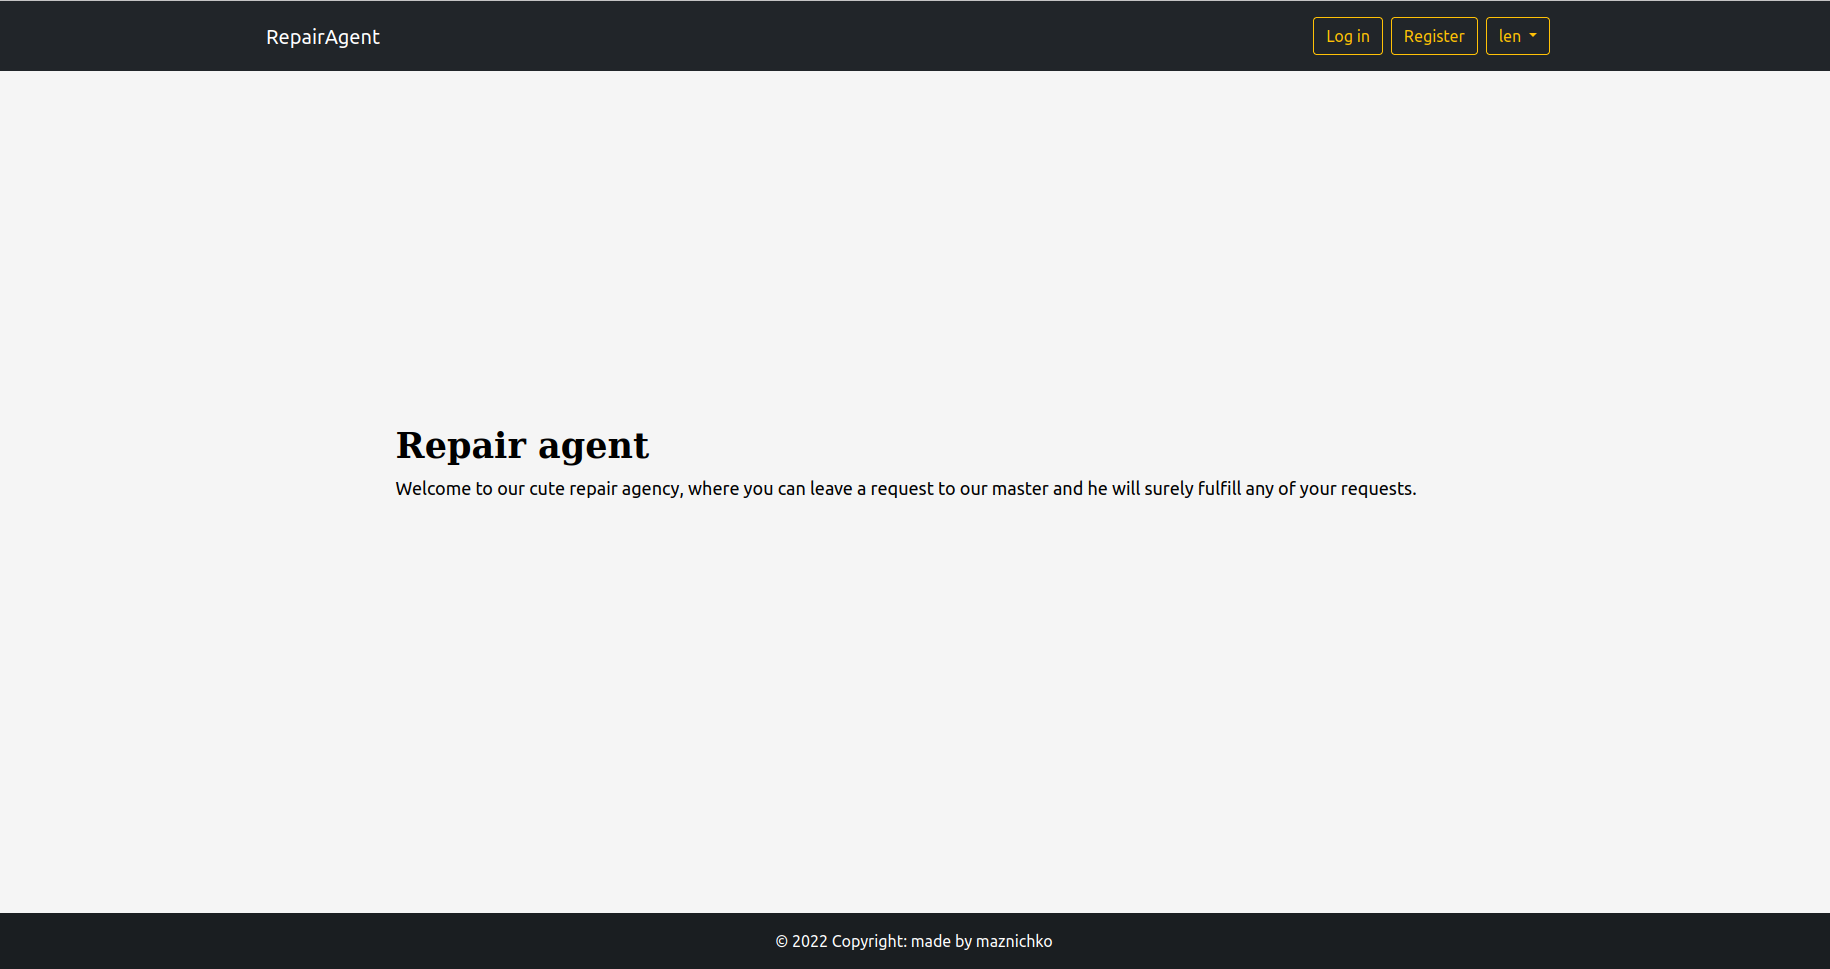 RepairAgent
Log in
Register
len
Repair agent
Welcome to our cute repair agency, where you can leave a request to our master and he will surely fulfill any of your requests.
© 2022 Copyright: made by maznichko